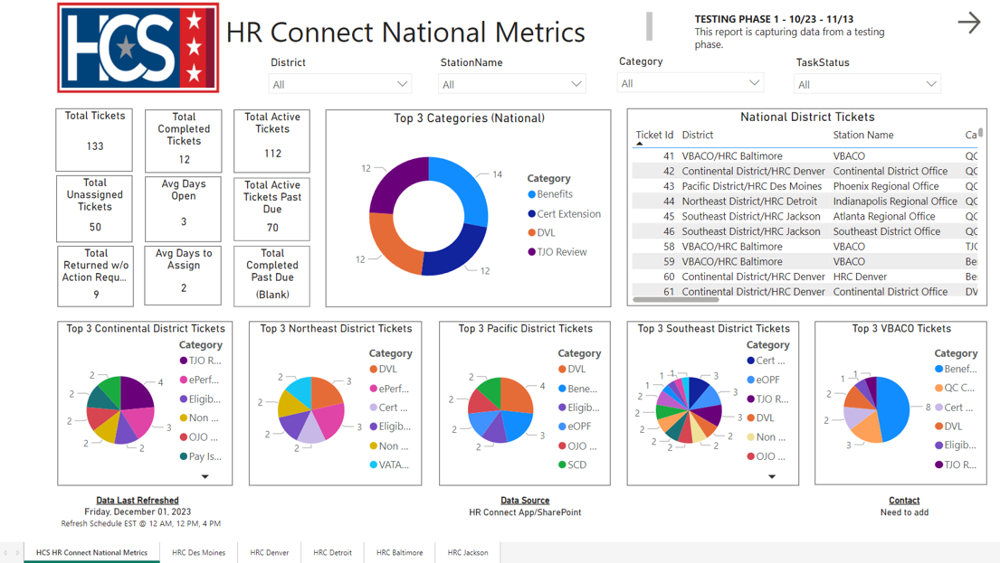 HCS
HR Connect National Metrics
TESTING PHASE 1 - 10/23 - 11/13
This report is capturing data from a testing
phase.
District
All
StationName
All
Category
All
TaskStatus
All
Total Tickets
133
Total
Completed
Tickets
12
Total Active
Tickets
112
Total
Unassigned
Tickets
50
Avg Days
Open
3
Total Active
Tickets Past
Due
70
Total
Returned w/o
Action Requ...
9
Avg Days to
Assign
2
Total
Completed
Past Due
(Blank)
Top 3 Categories (National)
12
14
12
12
Category
Benefits
Cert Extension
DVL
TJO Review
National District Tickets
Ticket Id District Station Name Ca
41 VBACO/HRC Baltimore VBACO QC
42 Continental District/HRC Denver Continental District Office QC
43 Pacific District/HRC Des Moines Phoenix Regional Office QC
44 Northeast District/HRC Detroit Indianapolis Regional Office QC
45 Southeast District/HRC Jackson Atlanta Regional Office QC
46 Southeast District/HRC Jackson Southeast District Office QC
58 VBACO/HRC Baltimore VBACO TJC
59 VBACO/HRC Baltimore VBACO Be
60 Continental District/HRC Denver HRC Denver Be
61 Continental District/HRC Denver Continental District Office DV
Top 3 Continental District Tickets
2
4
2
2
3
2
2
Category
TJO R...
ePerf...
Eligib...
Non ...
OJO ...
Pay Is...
Top 3 Northeast District Tickets
2
3
2
2
3
2
2
Category
DVL
ePerf...
Cert ...
Eligib...
Non ...
VATA...
Top 3 Pacific District Tickets
2
4
2
2
3
2
Category
DVL
Bene...
Eligib...
eOPF
OJO ...
SCD
Top 3 Southeast District Tickets
1
1
3
1
3
2
3
2
2
2
2
2
Category
Cert ...
eOPF
TJO R...
DVL
Non ...
OJO ...
Top 3 VBACO Tickets
1
1
2
8
2
3
Category
Benef...
QC C...
Cert ...
DVL
Eligib...
TJO R...
Data Last Refreshed
Friday, December 01, 2023
Refresh Schedule EST @ 12 AM, 12 PM, 4 PM
Data Source
HR Connect App/SharePoint
Contact
Need to add
HCS HR Connect National Metrics
HRC Des Moines
HRC Denver
HRC Detroit
HRC Baltimore
HRC Jackson